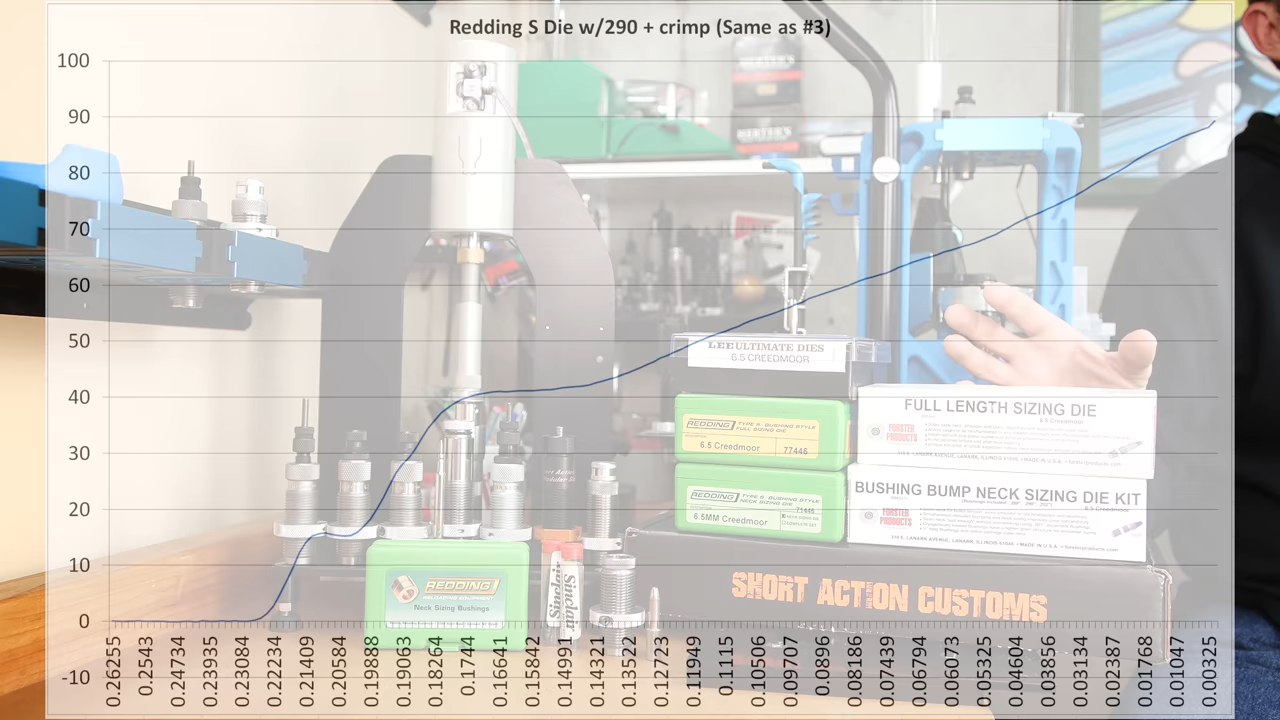 Redding S Die w/290 + crimp (Same as #3)
100
90
80
70
60
50
40
30
20
10
0
-10
0.26255
0.2543
0.24734
0.23935
0.23084
0.22234
0.21409
0.20584
0.19888
0.19063
0.18264
0.1744
0.16641
0.15842
0.14991
0.14321
0.13522
0.12723
0.11949
0.1115
0.10506
0.09707
0.0896
0.08186
0.07439
0.06794
0.06073
0.05325
0.04604
0.03856
0.03134
0.02387
0.01768
0.01047
0.00325
LEE ULTIMATE DIES
6.5 CREEDMOOR
REDDING
TYPE S - BUSHING STYLE
FULL SIZING DIE
6.5 Creedmoor
77446
REDDING
TYPE S - BUSHING STYLE
NECK SIZING DIE
6.5MM Creedmoor
FULL LENGTH SIZING DIE
6.5 Creedmoor
FORSTER
PRODUCTS
BUSHING BUMP NECK SIZING DIE KIT
6.5 Creedmoor
FORSTER
PRODUCTS
REDDING
Neck Sizing Bushings
Sinclair
Sinclair
SHORT ACTION CUSTOMS